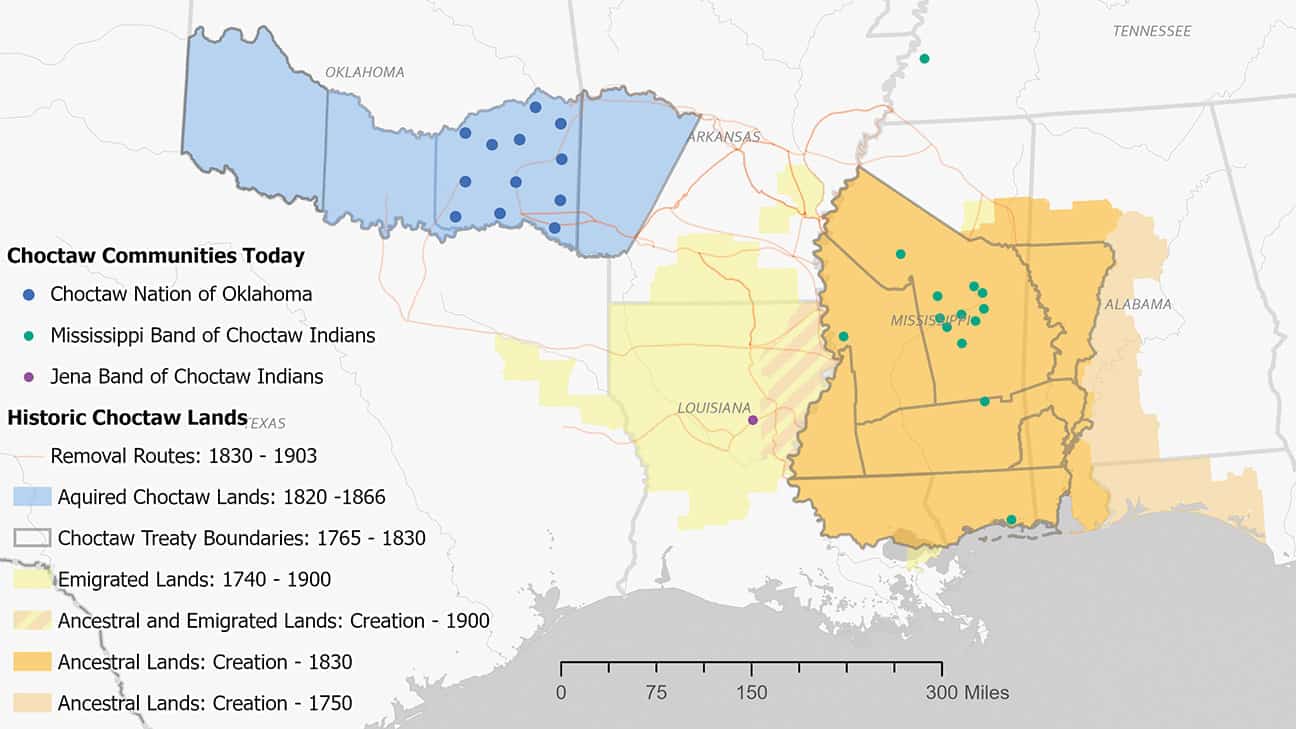 TENNESSEE
OKLAHOMA
ARKANSAS
Choctaw Communities Today
Choctaw Nation of Oklahoma
Mississippi Band of Choctaw Indians
Jena Band of Choctaw Indians
ALABAMA
MISSISSIPPI
LOUISIANA
Historic Choctaw Lands
TEXAS
Removal Routes: 1830 - 1903
Aquired Choctaw Lands: 1820 -1866
Choctaw Treaty Boundaries: 1765 - 1830
Emigrated Lands: 1740 - 1900
Ancestral and Emigrated Lands: Creation - 1900
Ancestral Lands: Creation - 1830
Ancestral Lands: Creation - 1750
0 75 150 300 Miles